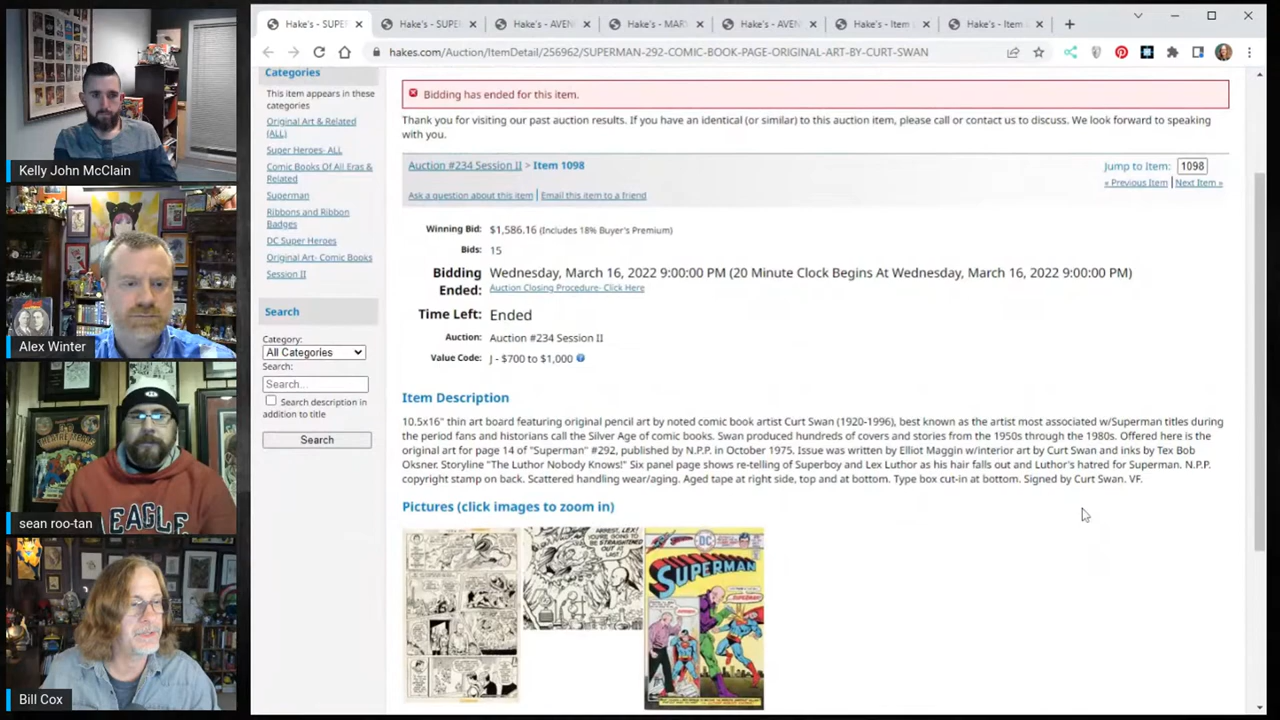 Hake's - SUPE
Hake's - SUPE
Hake's - AVEN
Hake's - MAR
Hake's - AVEN
Hake's - Item
Hake's - Item
hakes.com/Auction/ItemDetail/256962/SUPERMAN-292-COMIC-BOOK-PAGE-ORIGINAL-ART-BY-CURT-SWAN
Categories
This item appears in these
categories
Original Art & Related
(ALL)
Super Heroes- ALL
Comic Books Of All Eras &
Related
Superman
Ribbons and Ribbon
Badges
DC Super Heroes
Original Art- Comic Books
Session II
Search
Category:
All Categories
Search:
Search...
Search description in
addition to title
Search
Bidding has ended for this item.
Thank you for visiting our past auction results. If you have an identical (or similar) to this auction item, please call or contact us to discuss. We look forward to speaking
with you.
Auction #234 Session II > Item 1098
Jump to Item: 1098
Ask a question about this item | Email this item to a friend
« Previous Item | Next Item »
Winning Bid: $1,586.16 (Includes 18% Buyer's Premium)
Bids: 15
Bidding Ended: Wednesday, March 16, 2022 9:00:00 PM (20 Minute Clock Begins At Wednesday, March 16, 2022 9:00:00 PM)
Auction Closing Procedure- Click Here
Time Left: Ended
Auction: Auction #234 Session II
Value Code: J - $700 to $1,000
Item Description
10.5x16" thin art board featuring original pencil art by noted comic book artist Curt Swan (1920-1996), best known as the artist most associated w/Superman titles during
the period fans and historians call the Silver Age of comic books. Swan produced hundreds of covers and stories from the 1950s through the 1980s. Offered here is the
original art for page 14 of "Superman" #292, published by N.P.P. in October 1975. Issue was written by Elliot Maggin w/interior art by Curt Swan and inks by Tex Bob
Oksner. Storyline "The Luthor Nobody Knows!" Six panel page shows re-telling of Superboy and Lex Luthor as his hair falls out and Luthor's hatred for Superman. N.P.P.
copyright stamp on back. Scattered handling wear/aging. Aged tape at right side, top and at bottom. Type box cut-in at bottom. Signed by Curt Swan. VF.
Pictures (click images to zoom in)
ARREST, LEX!
YOU'RE GOING
TO BE
STRAIGHTENED
OUT AT
LAST!
DC
SUPERMAN
Kelly John McClain
Alex Winter
sean roo-tan
EAGLE
Bill Cox